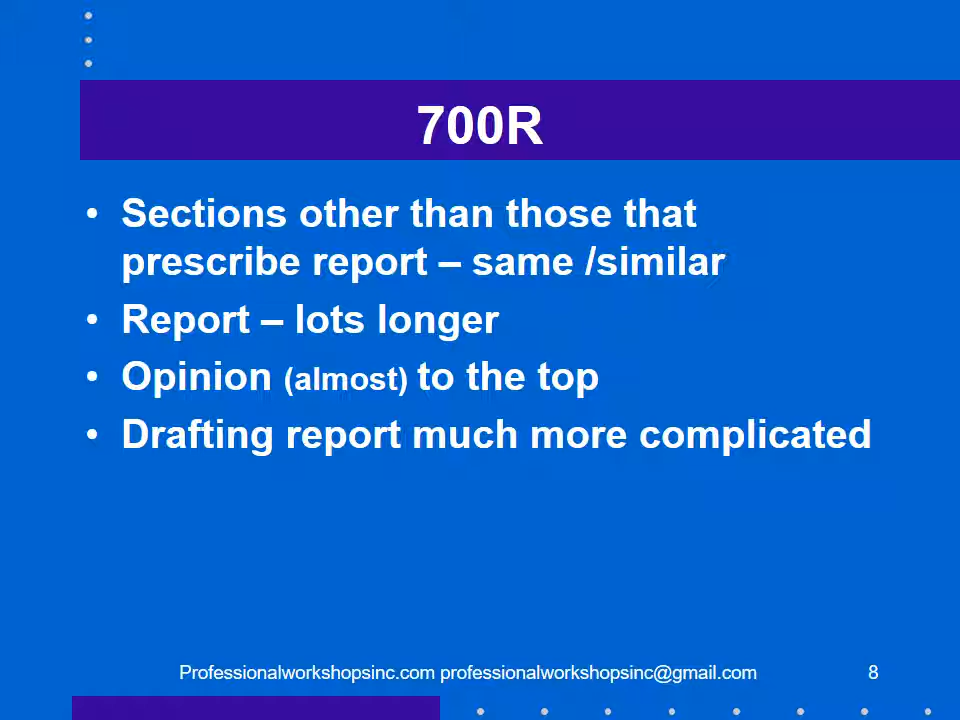 700R
• Sections other than those that
prescribe report – same /similar
• Report – lots longer
• Opinion (almost) to the top
• Drafting report much more complicated
Professionalworkshopsinc.com professionalworkshopsinc@gmail.com 8